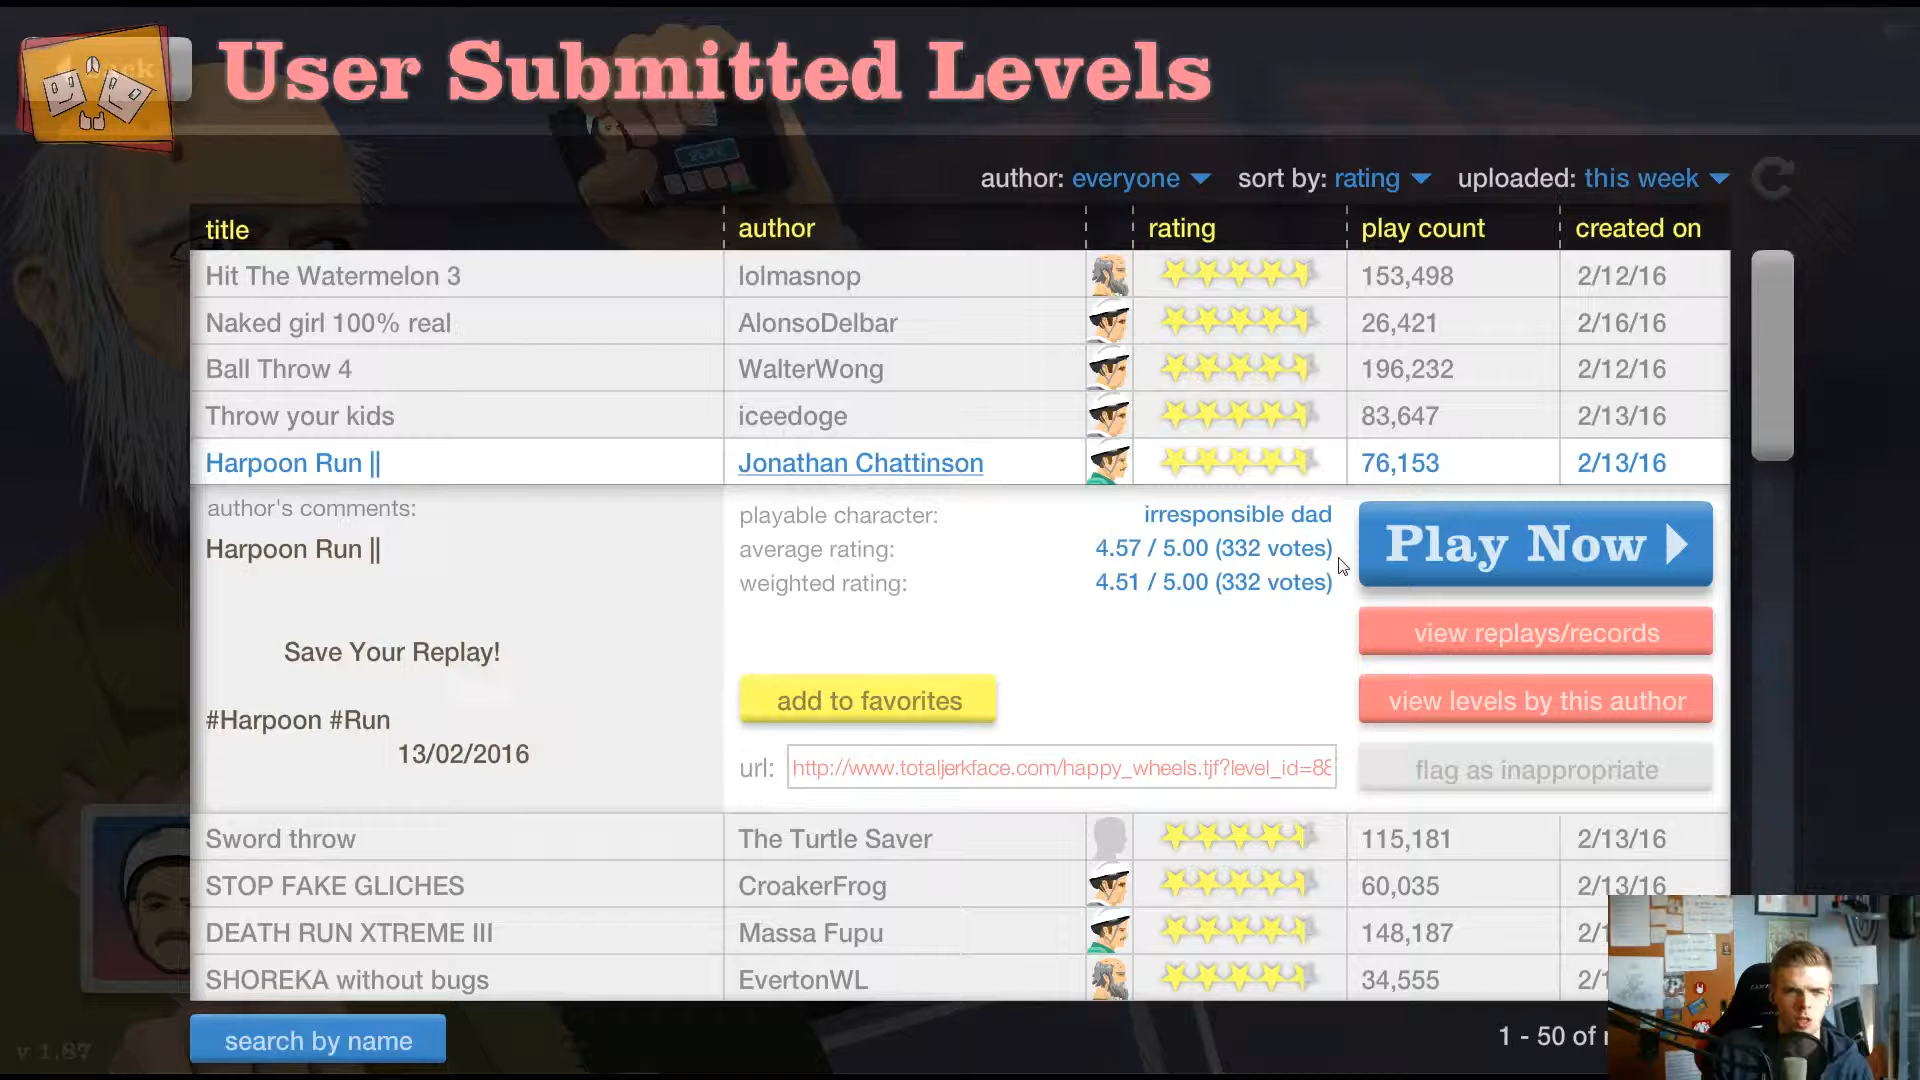 Back
User Submitted Levels
author: everyone sort by: rating uploaded: this week
title author rating play count created on
Hit The Watermelon 3 lolmasnop 153,498 2/12/16
Naked girl 100% real AlonsoDelbar 26,421 2/16/16
Ball Throw 4 WalterWong 196,232 2/12/16
Throw your kids iceedoge 83,647 2/13/16
Harpoon Run || Jonathan Chattinson 76,153 2/13/16
author's comments:
Harpoon Run ||
Save Your Replay!
#Harpoon #Run
13/02/2016
playable character: irresponsible dad
average rating: 4.57 / 5.00 (332 votes)
weighted rating: 4.51 / 5.00 (332 votes)
add to favorites
url: http://www.totaljerkface.com/happy_wheels.tjf?level_id=88
Play Now
view replays/records
view levels by this author
flag as inappropriate
Sword throw The Turtle Saver 115,181 2/13/16
STOP FAKE GLICHES CroakerFrog 60,035 2/13/16
DEATH RUN XTREME III Massa Fupu 148,187 2/1
SHOREKA without bugs EvertonWL 34,555 2/1
search by name
1 - 50 of
v 1.87